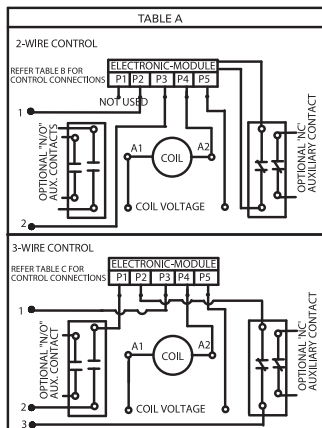 TABLE A
2-WIRE CONTROL
ELECTRONIC-MODULE
REFER TABLE B FOR
CONTROL CONNECTIONS
P1 P2 P3 P4 P5
NOT USED
1
OPTIONAL "N/O"
AUX. CONTACTS
A1
COIL
A2
OPTIONAL 'NC'
AUXILIARY CONTACT
COIL VOLTAGE
2
3-WIRE CONTROL
ELECTRONIC-MODULE
REFER TABLE C FOR
CONTROL CONNECTIONS
P1 P2 P3 P4 P5
1
OPTIONAL "N/O"
AUX. CONTACT
A1
COIL
A2
OPTIONAL 'NC'
AUXILIARY CONTACT
2
COIL VOLTAGE
3